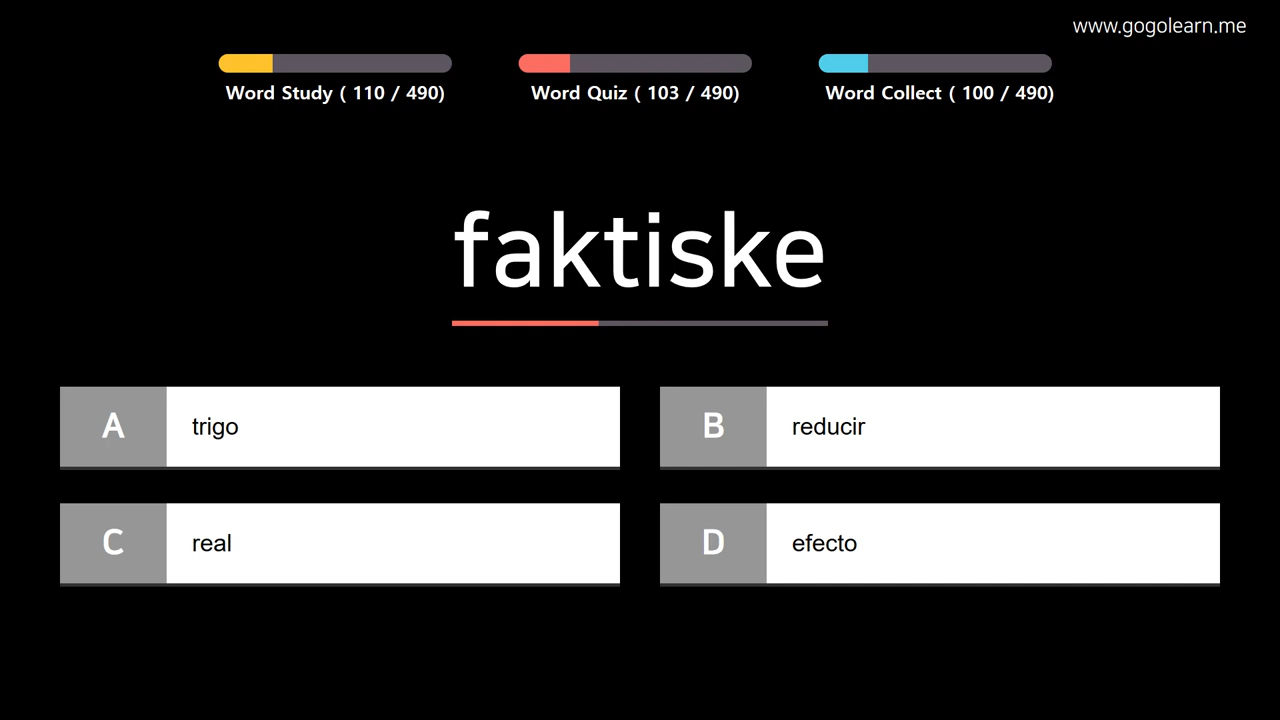 www.gogolearn.me
Word Study ( 110 / 490)
Word Quiz ( 103 / 490)
Word Collect ( 100 / 490)
faktiske
A trigo
B reducir
C real
D efecto